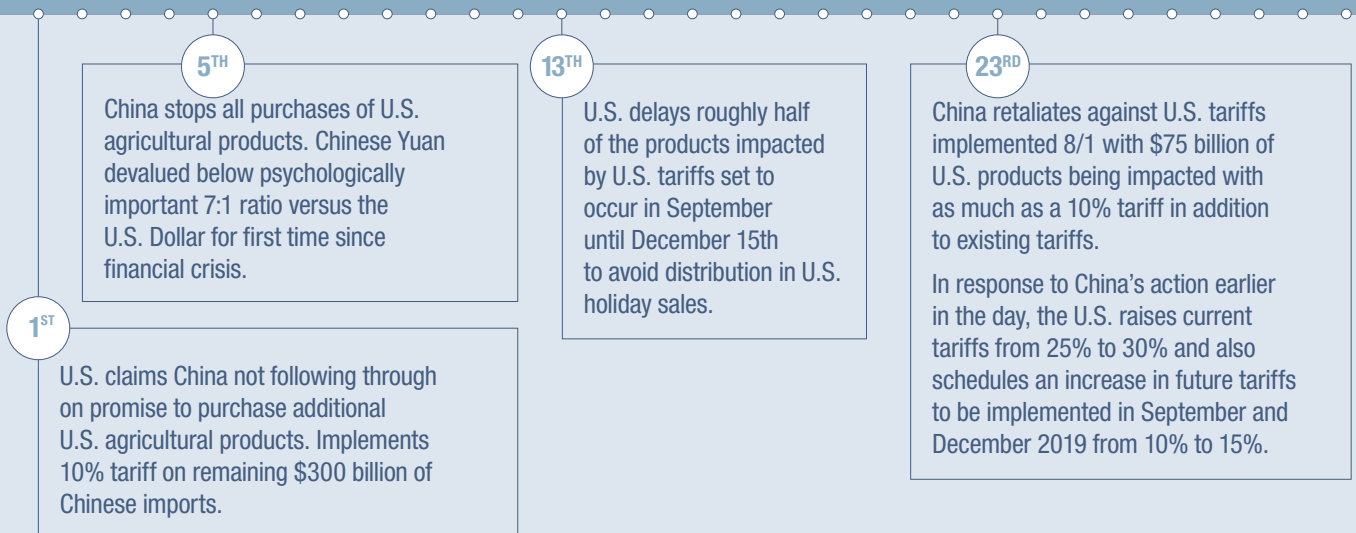 5TH
China stops all purchases of U.S.
agricultural products. Chinese Yuan
devalued below psychologically
important 7:1 ratio versus the
U.S. Dollar for first time since
financial crisis.
1ST
U.S. claims China not following through
on promise to purchase additional
U.S. agricultural products. Implements
10% tariff on remaining $300 billion of
Chinese imports.
13TH
U.S. delays roughly half
of the products impacted
by U.S. tariffs set to
occur in September
until December 15th
to avoid distribution in U.S.
holiday sales.
23RD
China retaliates against U.S. tariffs
implemented 8/1 with $75 billion of
U.S. products being impacted with
as much as a 10% tariff in addition
to existing tariffs.
In response to China’s action earlier
in the day, the U.S. raises current
tariffs from 25% to 30% and also
schedules an increase in future tariffs
to be implemented in September and
December 2019 from 10% to 15%.